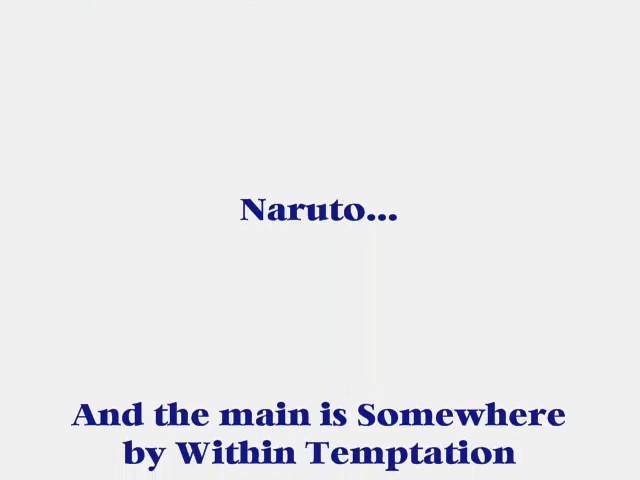 Naruto...
And the main is Somewhere
by Within Temptation